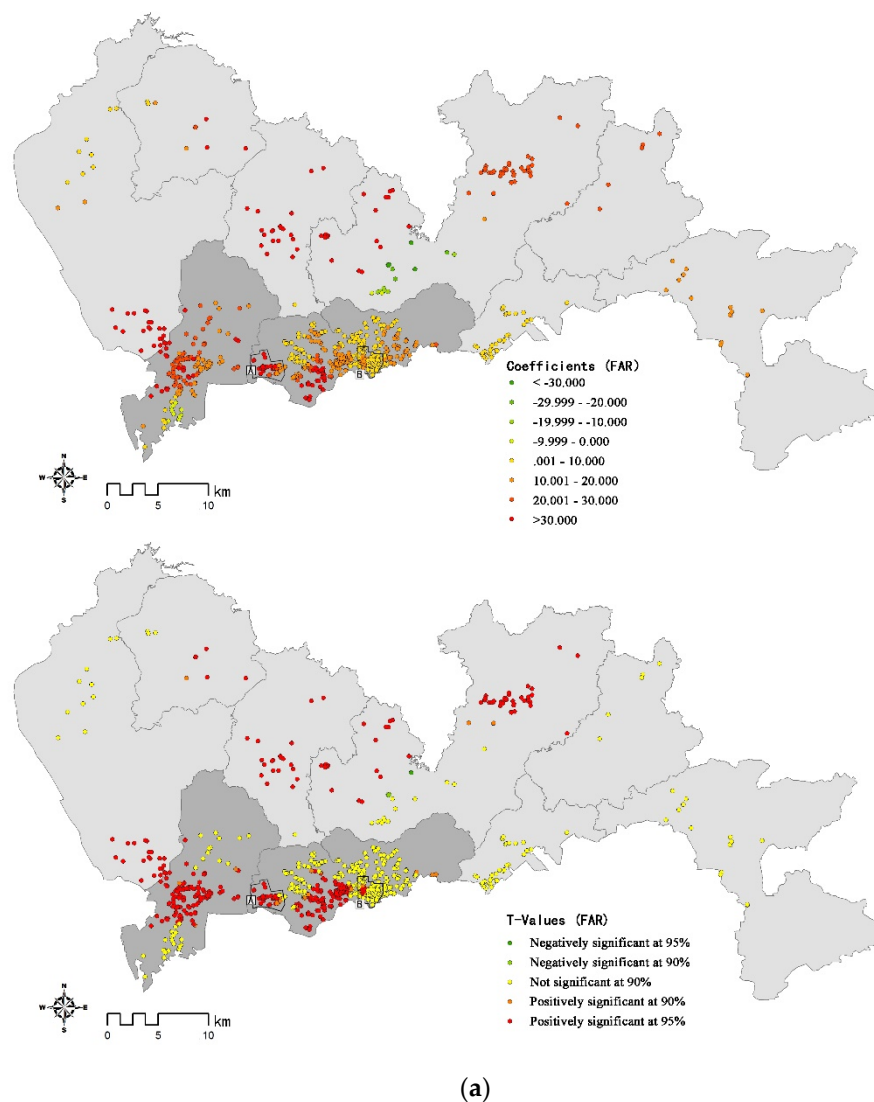 A
B
Coefficients (FAR)
< -30.000
-29.999 - -20.000
-19.999 - -10.000
-9.999 - 0.000
.001 - 10.000
10.001 - 20.000
20.001 - 30.000
>30.000
N
W E
S
0 5 10 km
A
B
T-Values (FAR)
Negatively significant at 95%
Negatively significant at 90%
Not significant at 90%
Positively significant at 90%
Positively significant at 95%
N
W E
S
0 5 10 km
(a)